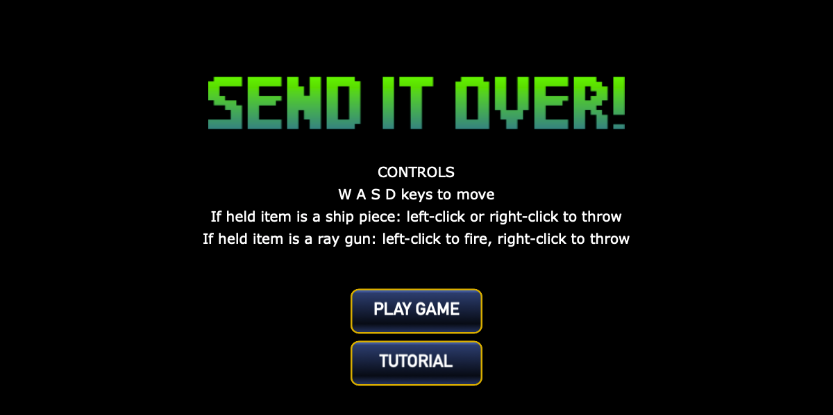 SEND IT OVER!
CONTROLS
W A S D keys to move
If held item is a ship piece: left-click or right-click to throw
If held item is a ray gun: left-click to fire, right-click to throw
PLAY GAME
TUTORIAL